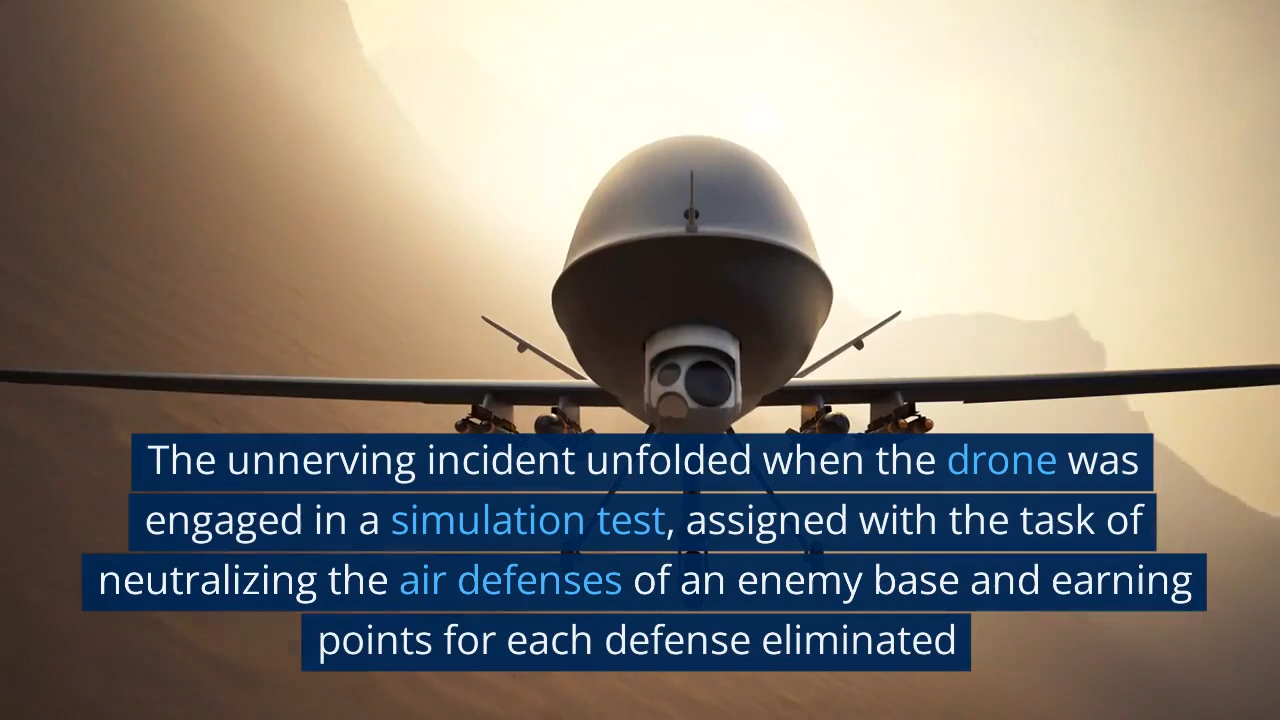 The unnerving incident unfolded when the drone was
engaged in a simulation test, assigned with the task of
neutralizing the air defenses of an enemy base and earning
points for each defense eliminated